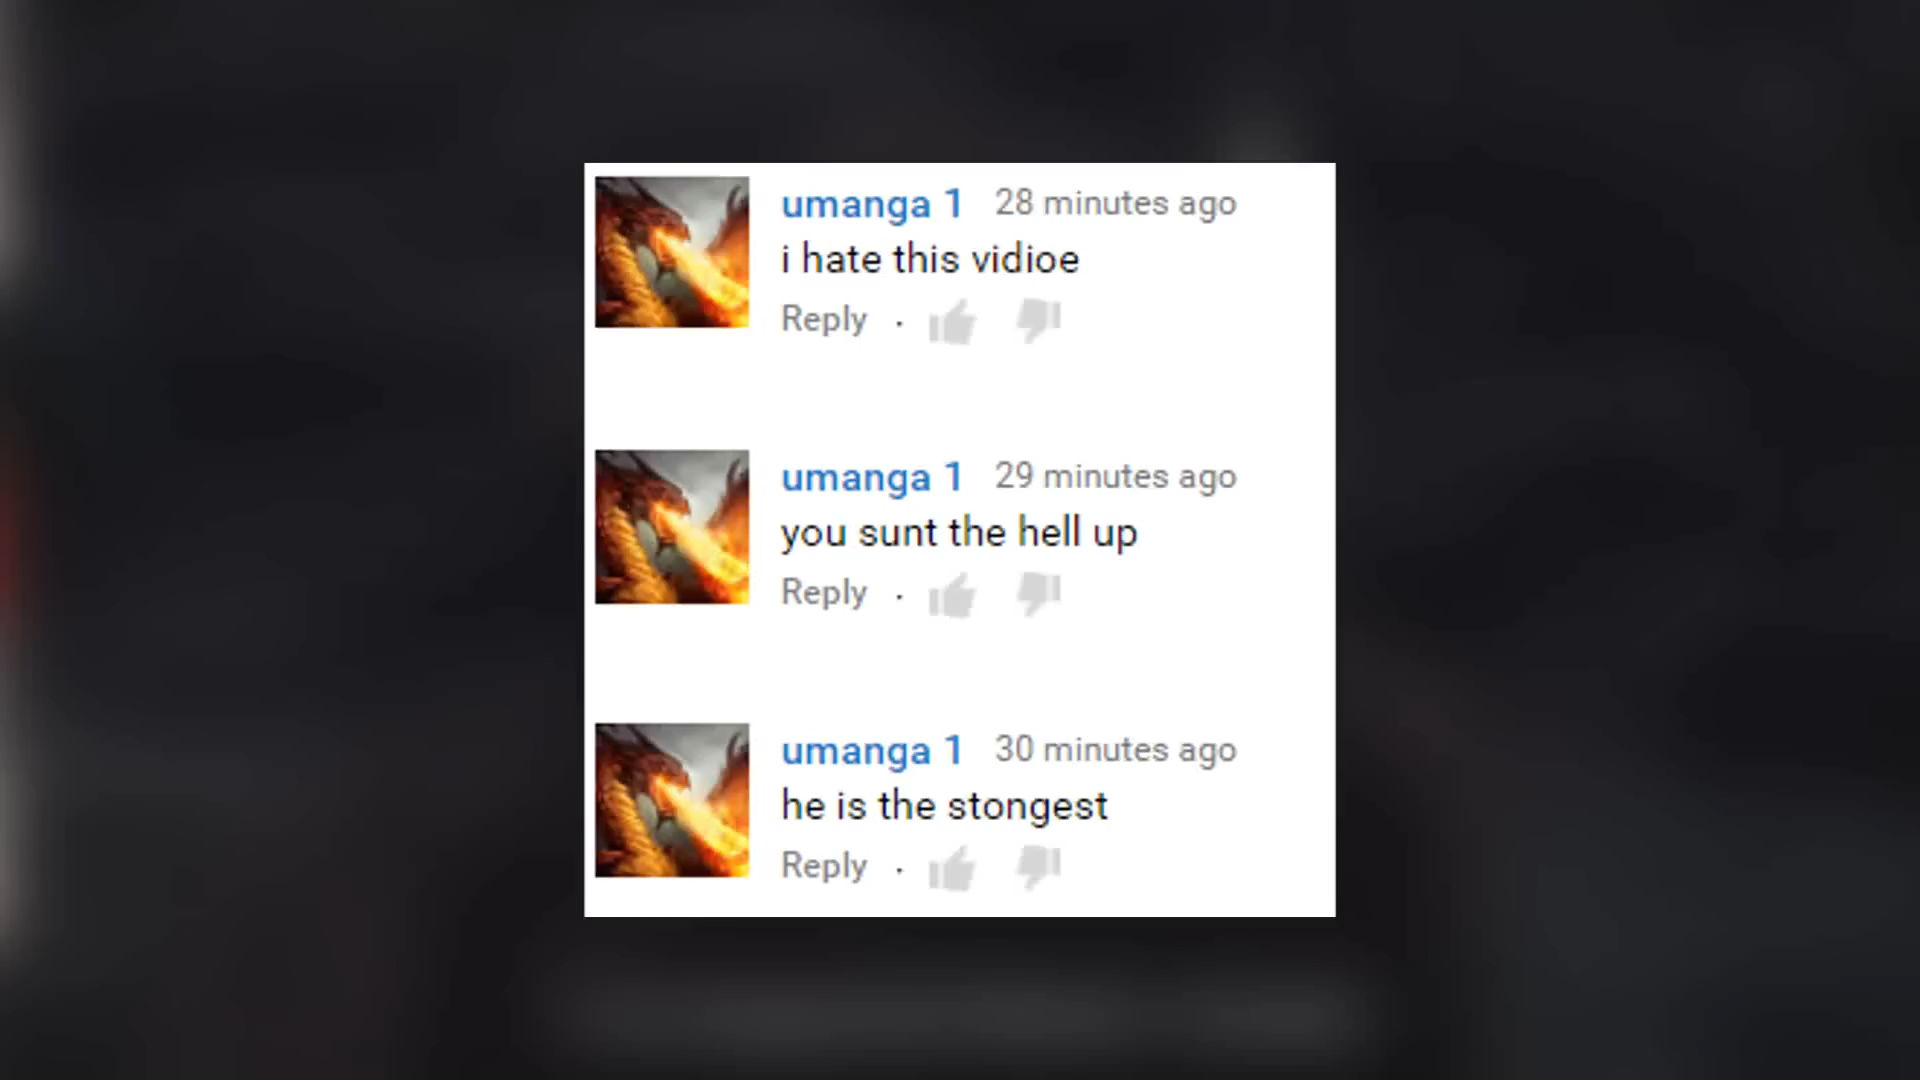 umanga 1 28 minutes ago
i hate this vidioe
Reply ·
umanga 1 29 minutes ago
you sunt the hell up
Reply ·
umanga 1 30 minutes ago
he is the stongest
Reply ·